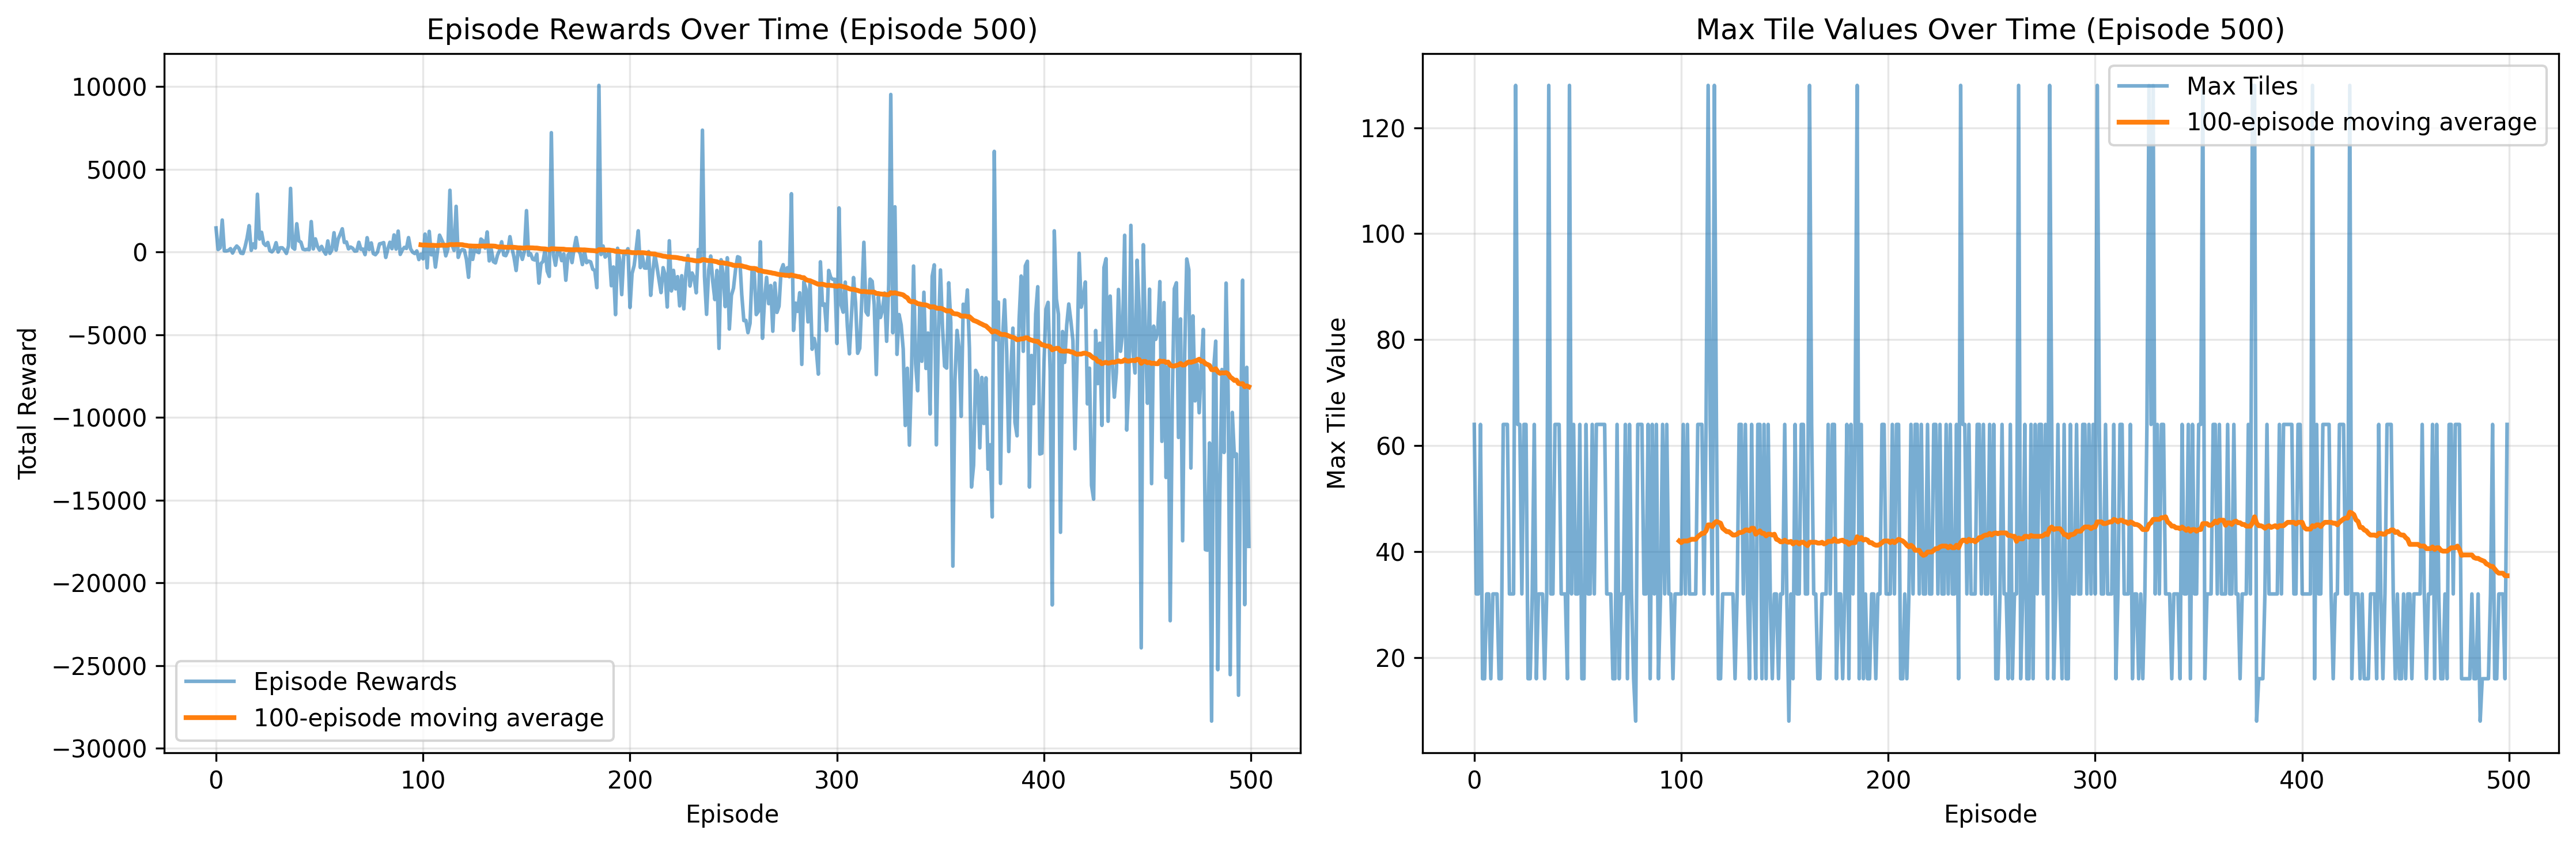 Episode Rewards Over Time (Episode 500)
10000
5000
0
−5000
−10000
−15000
−20000
−25000
−30000
Total Reward
Episode Rewards
100-episode moving average
0
100
200
300
400
500
Episode
Max Tile Values Over Time (Episode 500)
Max Tiles
100-episode moving average
120
100
80
60
40
20
Max Tile Value
0
100
200
300
400
500
Episode